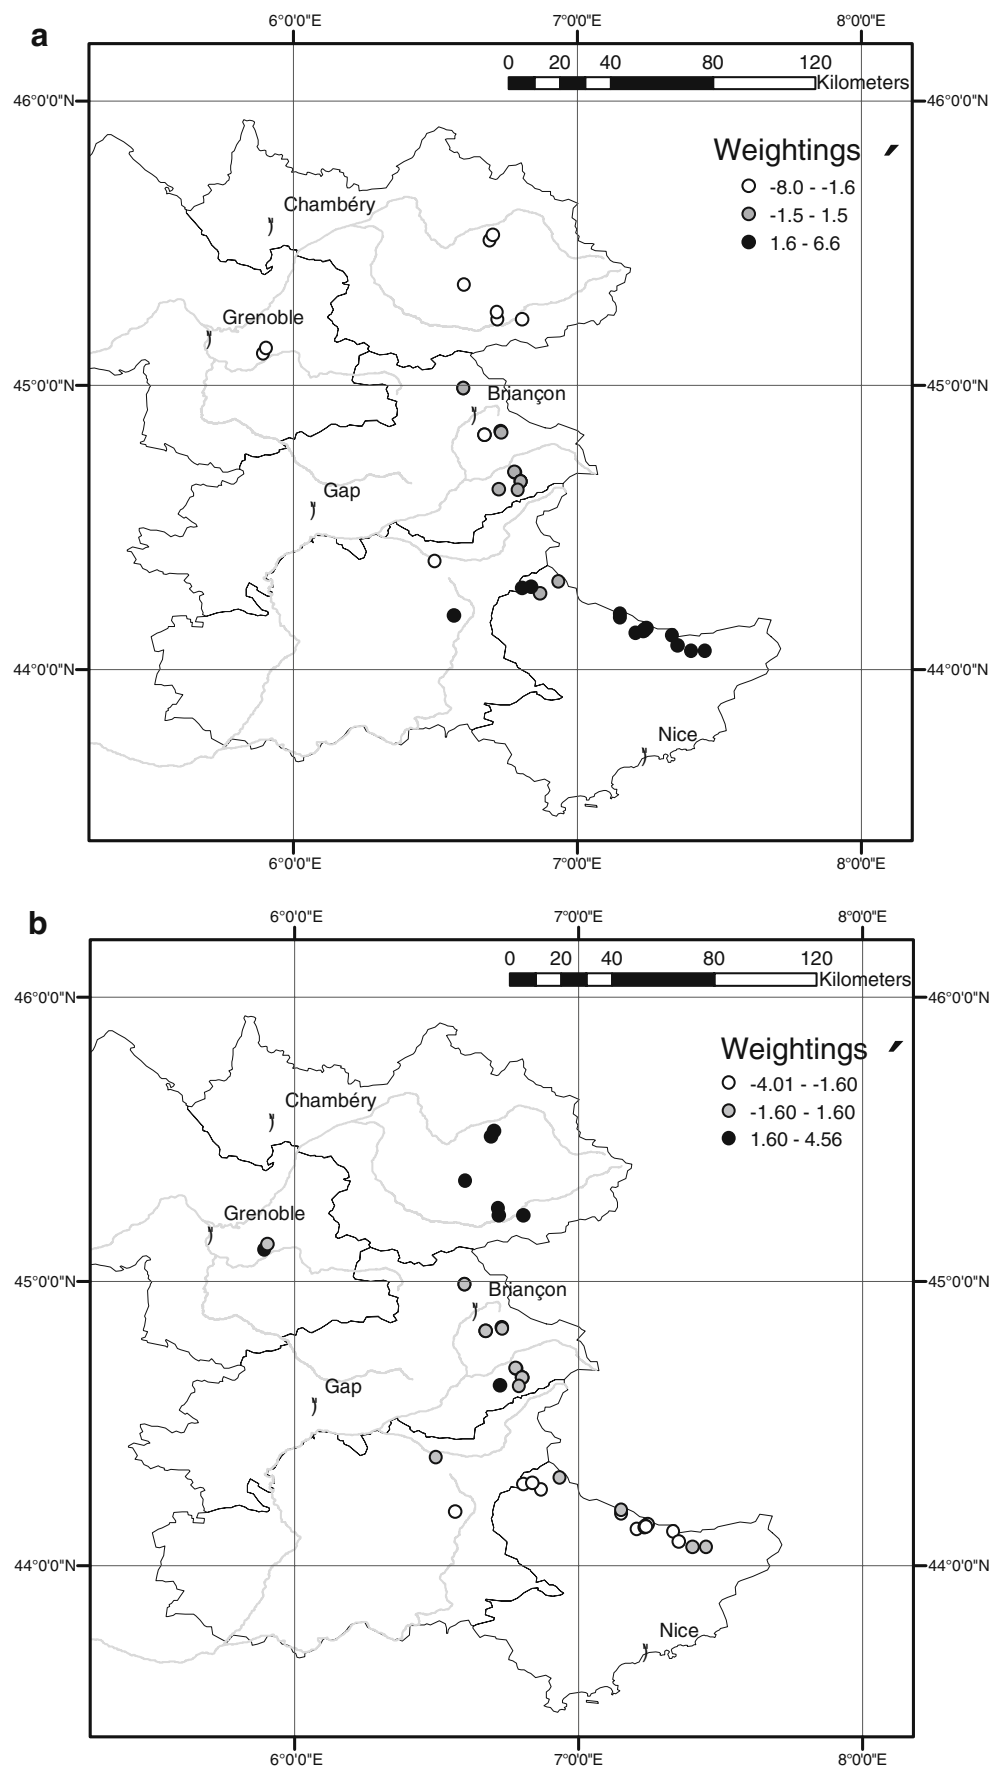 a
6°0'0"E 7°0'0"E 8°0'0"E
0 20 40 80 120
Kilometers
46°0'0"N 46°0'0"N
Weightings
-8.0 - -1.6
-1.5 - 1.5
1.6 - 6.6
Chambéry
Grenoble
45°0'0"N 45°0'0"N
Briançon
Gap
44°0'0"N 44°0'0"N
Nice
6°0'0"E 7°0'0"E 8°0'0"E
b
6°0'0"E 7°0'0"E 8°0'0"E
0 20 40 80 120
Kilometers
46°0'0"N 46°0'0"N
Weightings
-4.01 - -1.60
-1.60 - 1.60
1.60 - 4.56
Chambéry
Grenoble
45°0'0"N 45°0'0"N
Briançon
Gap
44°0'0"N 44°0'0"N
Nice
6°0'0"E 7°0'0"E 8°0'0"E